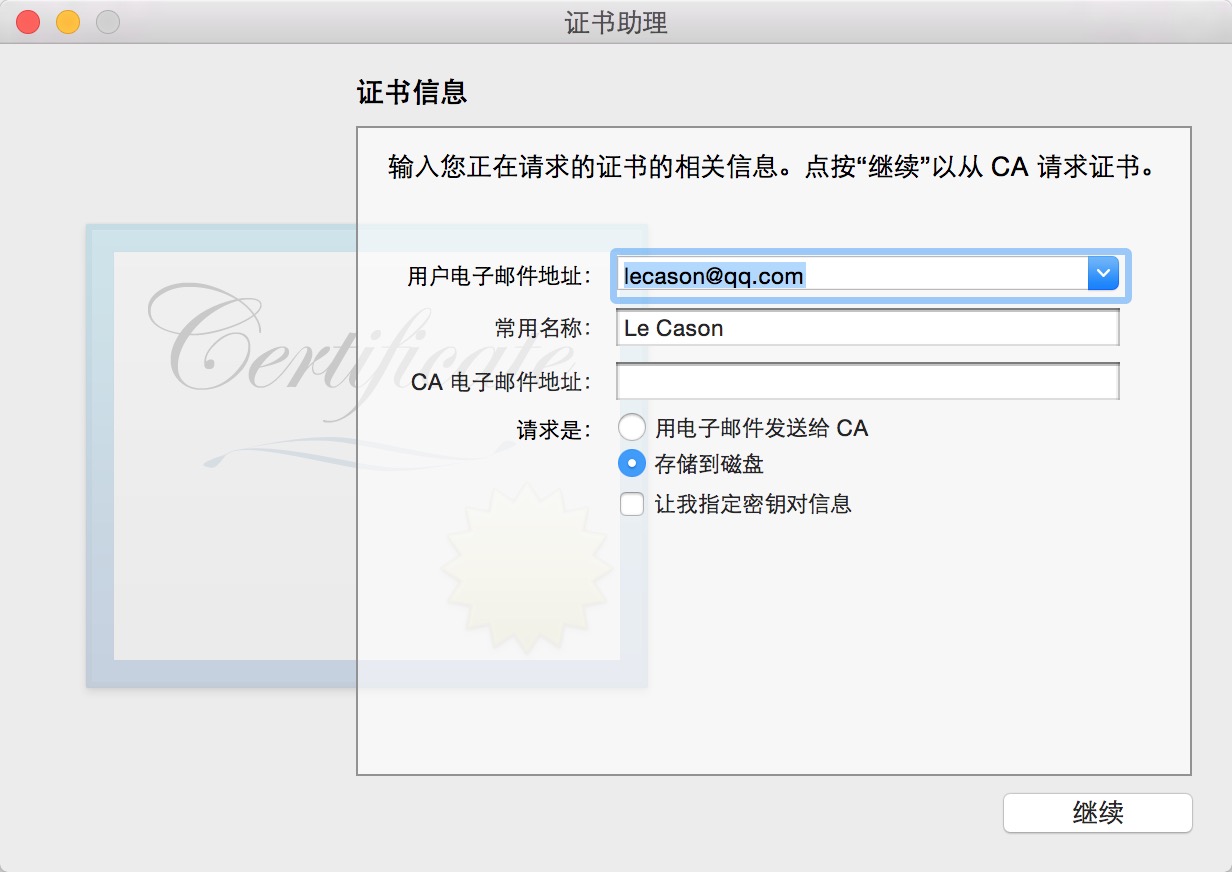 证书助理
证书信息
输入您正在请求的证书的相关信息。点按“继续”以从 CA 请求证书。
用户电子邮件地址： lecason@qq.com
常用名称： Le Cason
CA 电子邮件地址：
请求是： 用电子邮件发送给 CA
存储到磁盘
让我指定密钥对信息
Certificate
继续